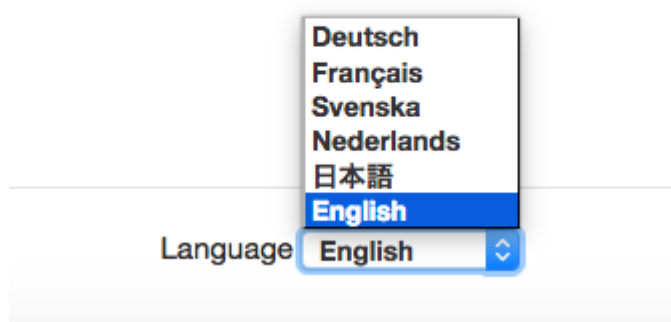 Deutsch
Français
Svenska
Nederlands
日本語
English
Language English